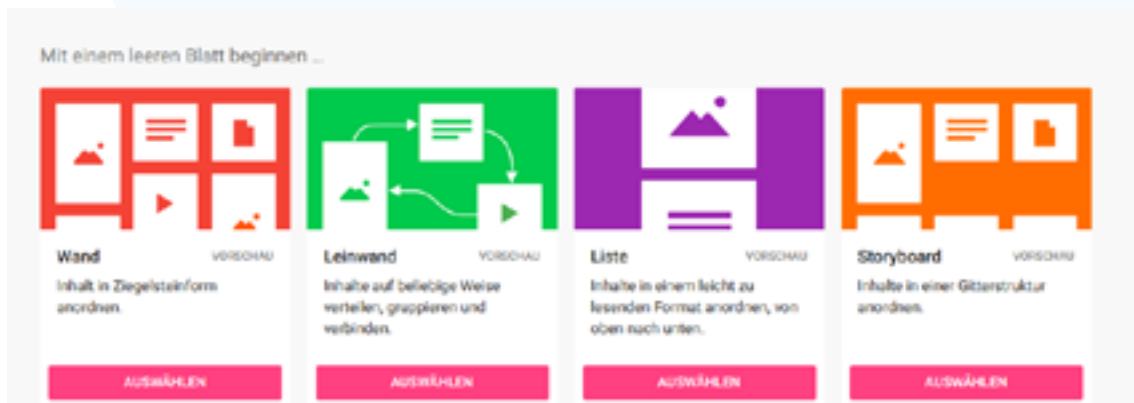 Mit einem leeren Blatt beginnen ...
Wand VORSCHAU
Inhalt in Ziegelsteinform
anordnen.
AUSWÄHLEN
Leinwand VORSCHAU
Inhalte auf beliebige Weise
verteilen, gruppieren und
verbinden.
AUSWÄHLEN
Liste VORSCHAU
Inhalte in einem leicht zu
lesenden Format anordnen, von
oben nach unten.
AUSWÄHLEN
Storyboard VORSCHAU
Inhalte in einer Gitterstruktur
anordnen.
AUSWÄHLEN